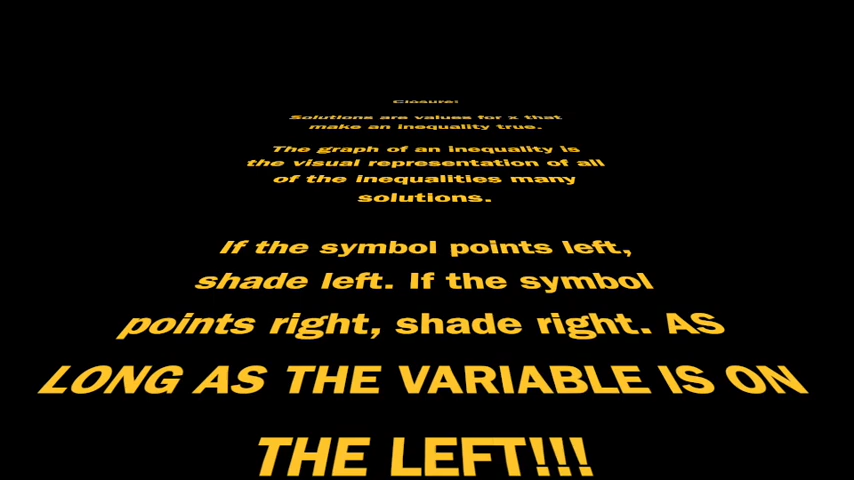 Closure:
Solutions are values for x that
make an inequality true.
The graph of an inequality is
the visual representation of all
of the inequalities many
solutions.
If the symbol points left,
shade left. If the symbol
points right, shade right. AS
LONG AS THE VARIABLE IS ON
THE LEFT!!!